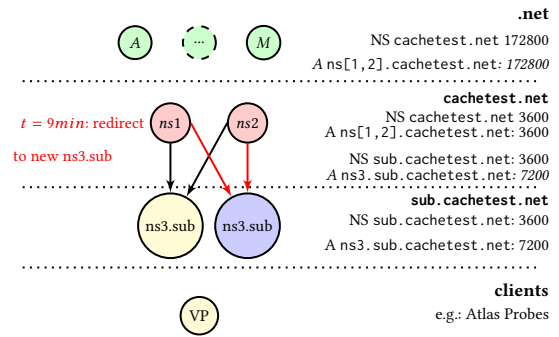 .net
A
...
M
NS cachetest.net 172800
A ns[1,2].cachetest.net: 172800
cachetest.net
t = 9min: redirect
to new ns3.sub
ns1
ns2
NS cachetest.net 3600
A ns[1,2].cachetest.net: 3600
NS sub.cachetest.net: 3600
A ns3.sub.cachetest.net: 7200
sub.cachetest.net
ns3.sub
ns3.sub
NS sub.cachetest.net: 3600
A ns3.sub.cachetest.net: 7200
clients
VP
e.g.: Atlas Probes